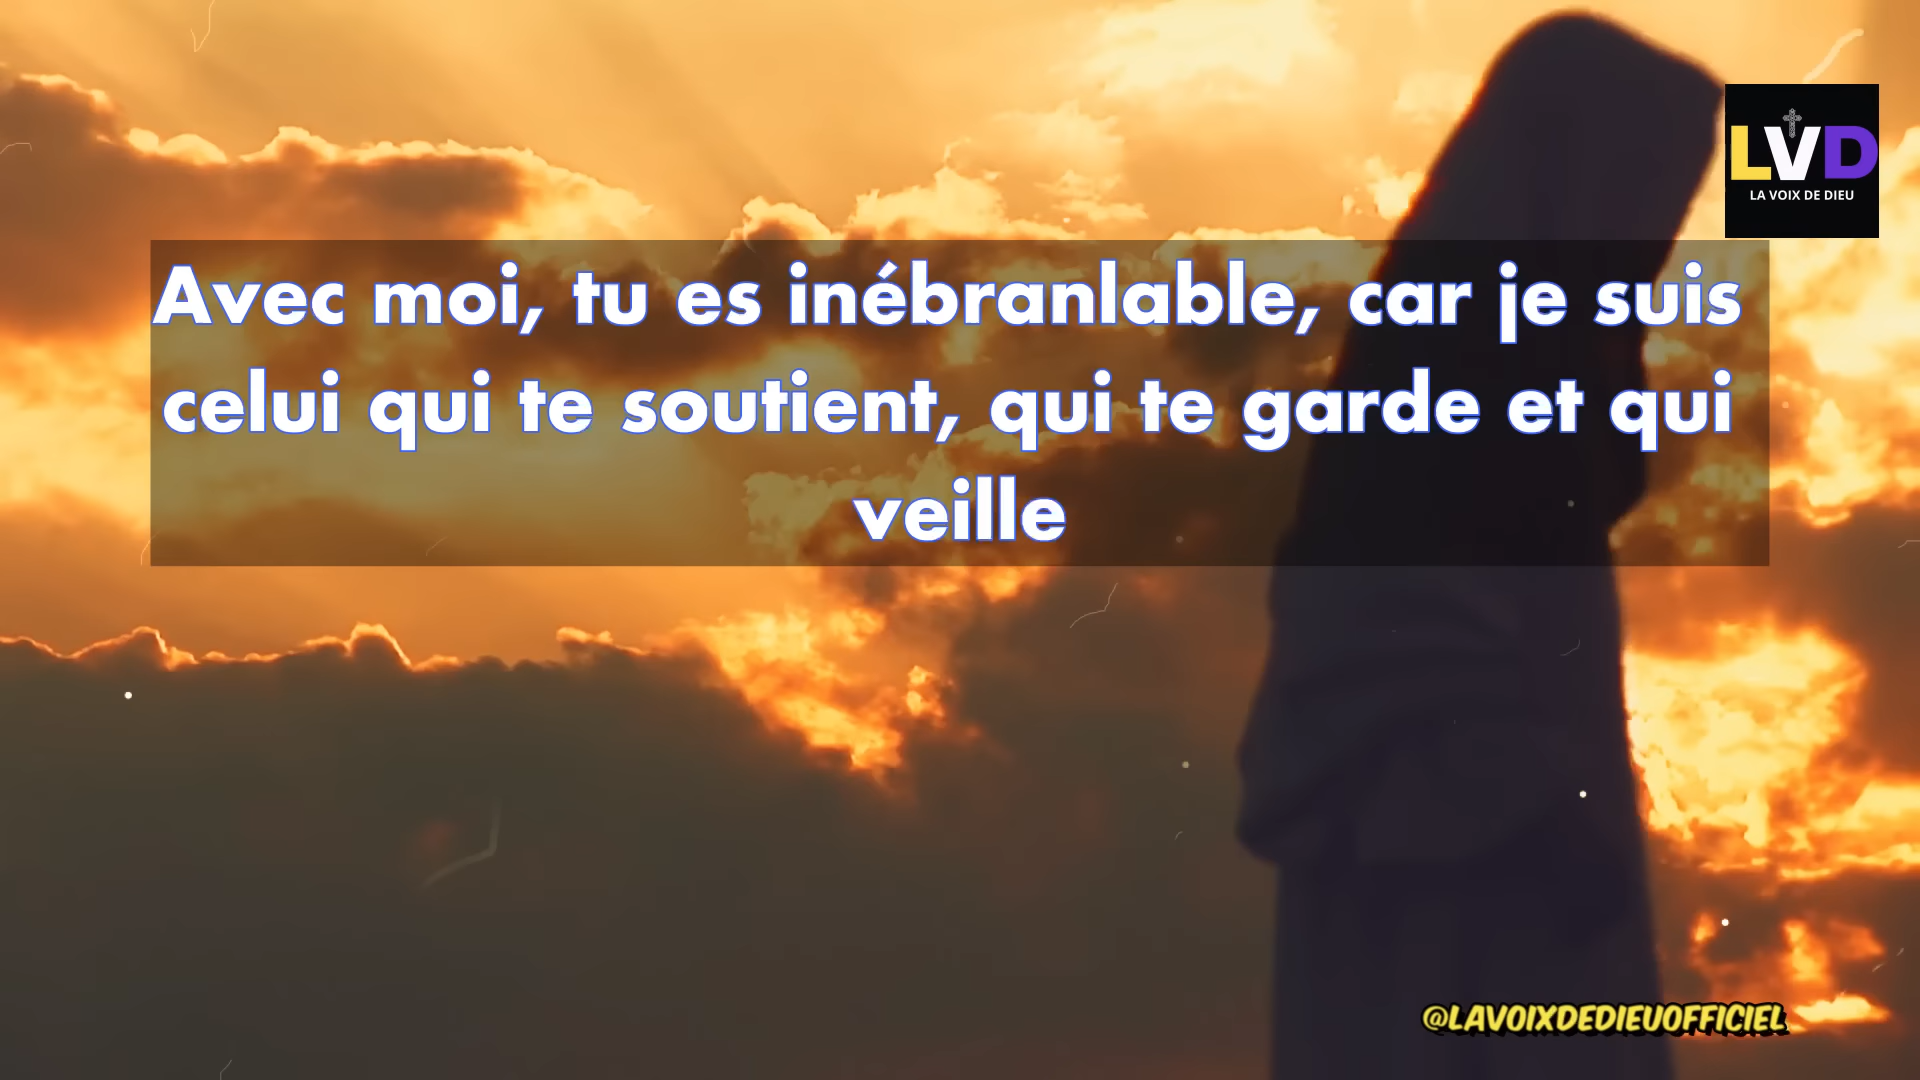 LVD
LA VOIX DE DIEU
Avec moi, tu es inébranlable, car je suis
celui qui te soutient, qui te garde et qui
veille
@LAVOIXDEDIEUOFFICIEL